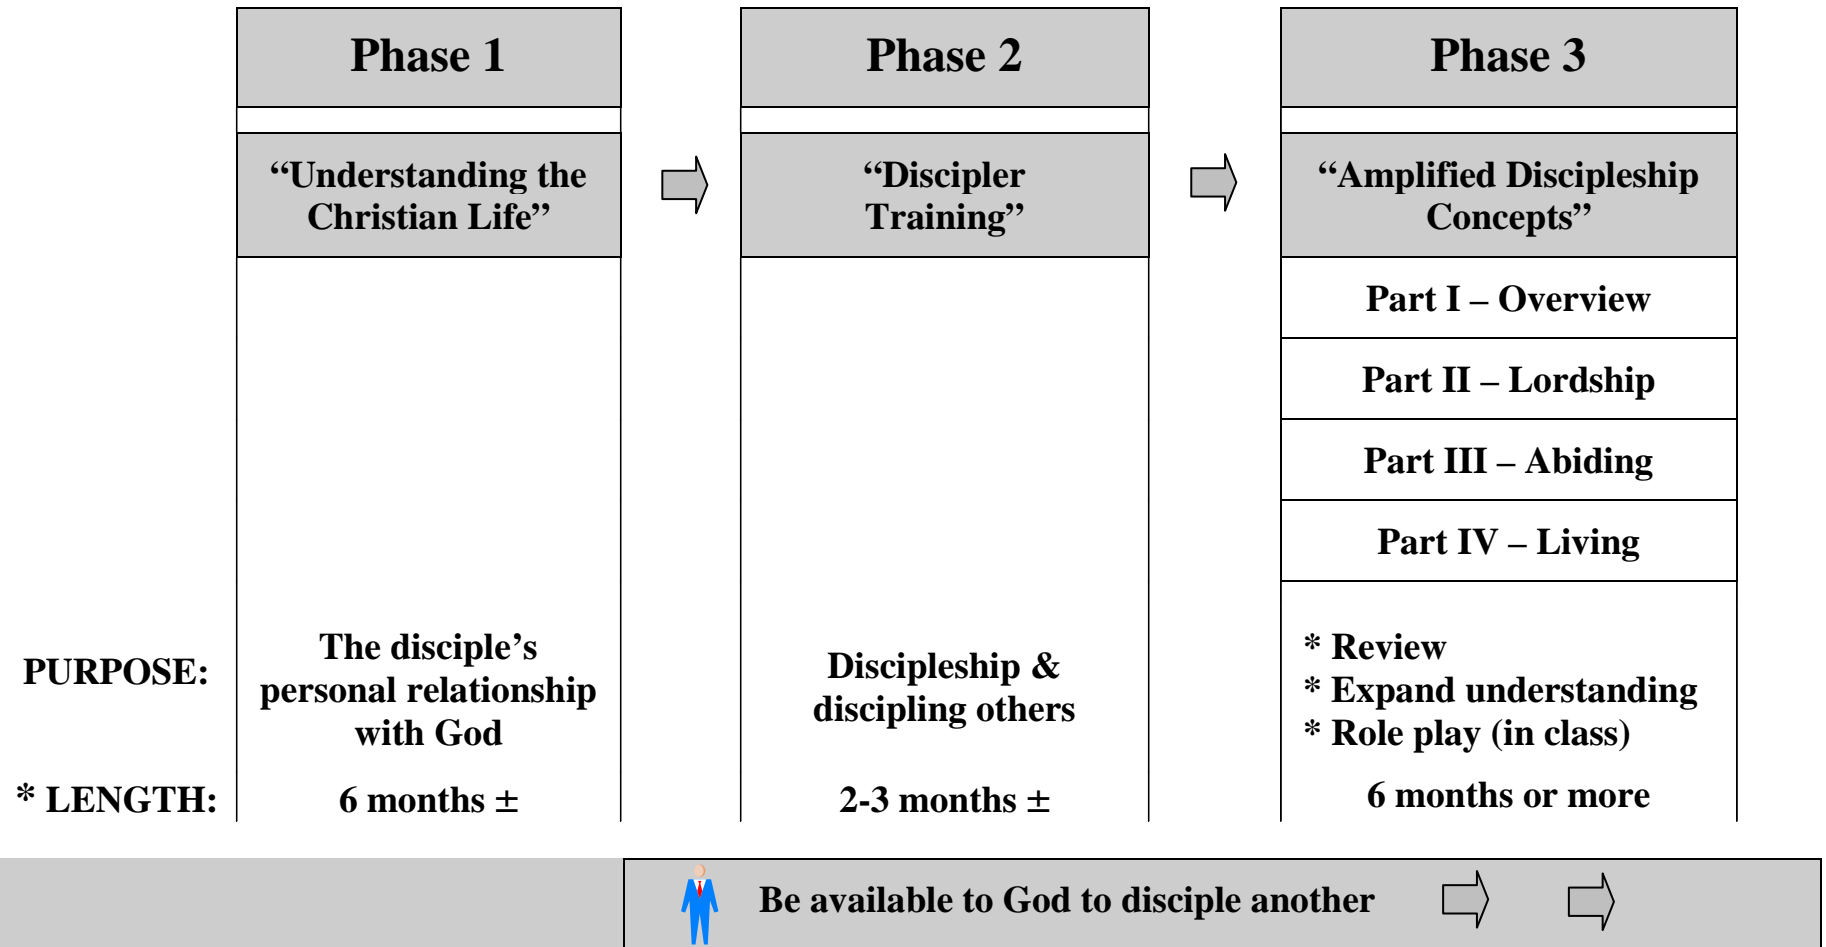 Phase 1
Phase 2
Phase 3
“Understanding the
Christian Life”
“Discipler
Training”
“Amplified Discipleship
Concepts”
Part I – Overview
Part II – Lordship
Part III – Abiding
Part IV – Living
PURPOSE:
The disciple’s
personal relationship
with God
Discipleship &
discipling others
* Review
* Expand understanding
* Role play (in class)
* LENGTH:
6 months ±
2-3 months ±
6 months or more
Be available to God to disciple another